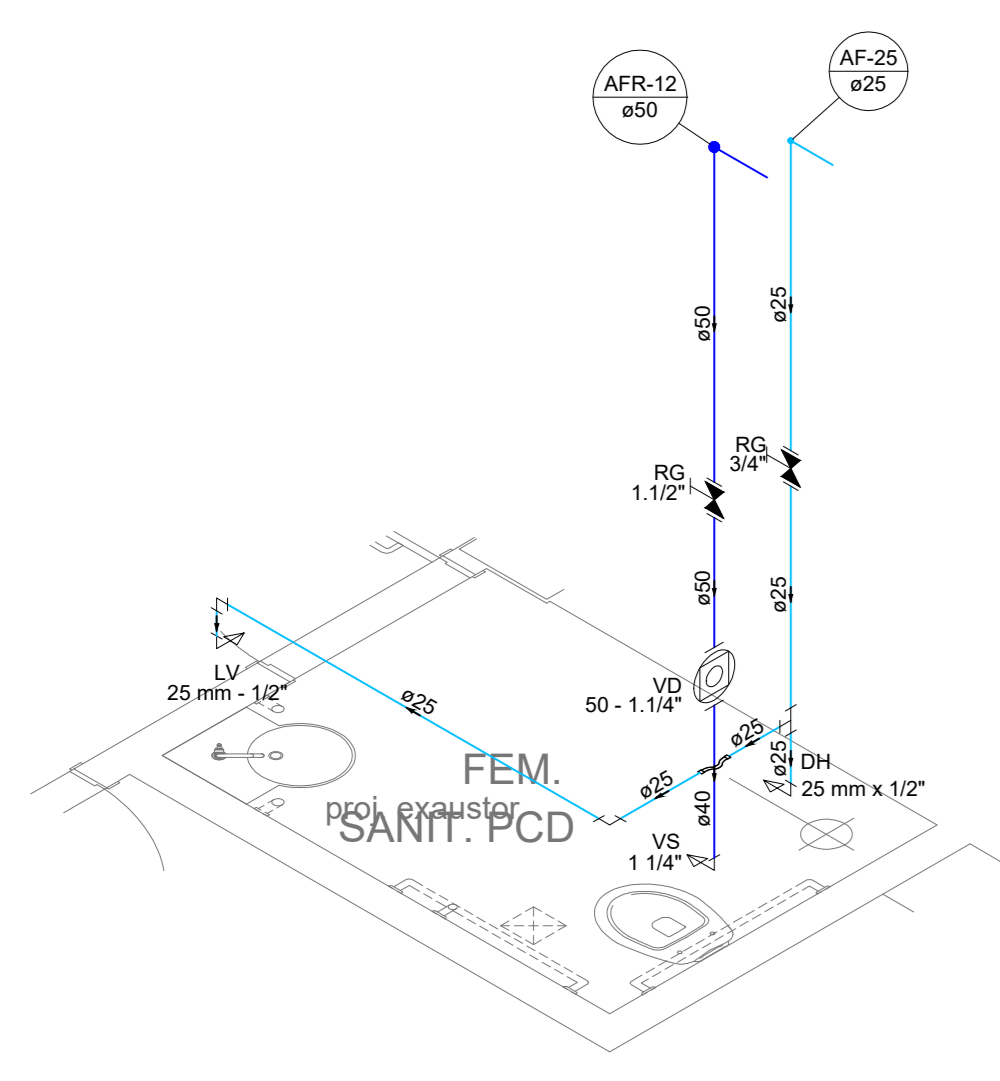 AF-25
ø25
AFR-12
ø50
ø25
ø50
RG
3/4"
RG
1.1/2"
ø25
ø50
LV
25 mm - 1/2"
VD
50 - 1.1/4"
ø25
ø25
ø25
DH
25 mm x 1/2"
ø25
ø40
FEM.
proj. exaustor
SANIT. PCD
VS
1 1/4"